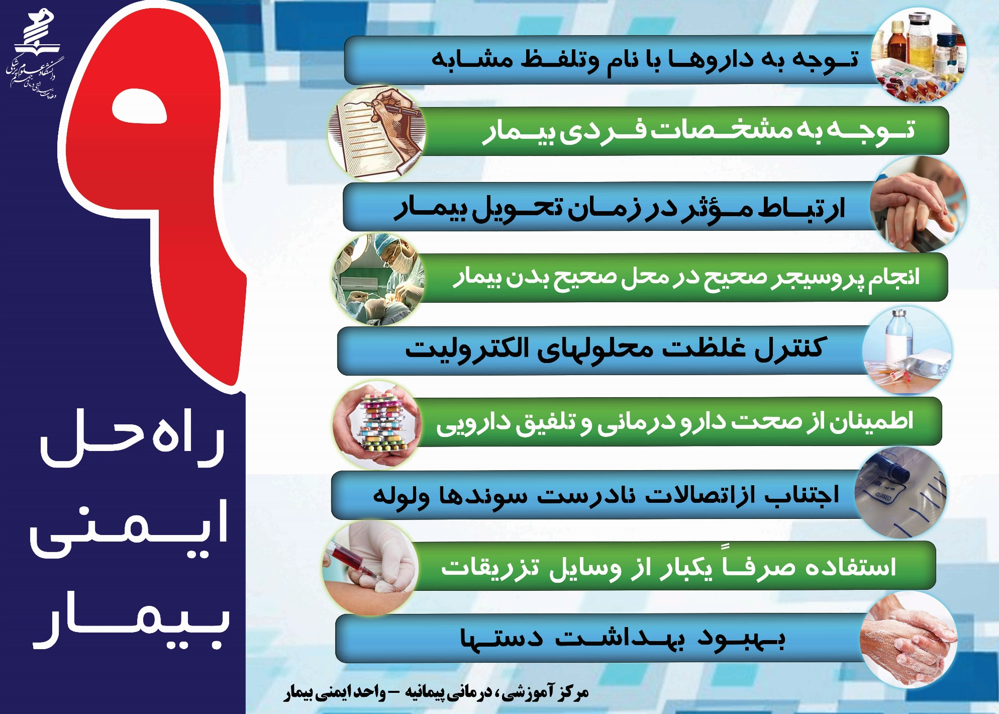 دانشگاه علوم پزشکی
و خدمات بهداشتی درمانی جهرم
۹
راه حل
ایمنی
بیمار
توجه به داروها با نام وتلفظ مشابه
توجه به مشخصات فردی بیمار
ارتباط مؤثر در زمان تحویل بیمار
انجام پروسیجر صحیح در محل صحیح بدن بیمار
کنترل غلظت محلولهای الکترولیت
اطمینان از صحت دارو درمانی و تلفیق دارویی
اجتناب ازاتصالات نادرست سوندها ولوله
CLOSED
استفاده صرفاً یکبار از وسایل تزریقات
بهبود بهداشت دستها
مرکز آموزشی، درمانی پیمانیه – واحد ایمنی بیمار